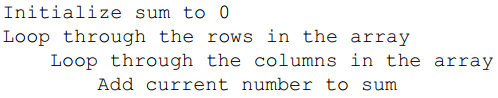 Initialize sum to 0
Loop through the rows in the array
    Loop through the columns in the array
        Add current number to sum